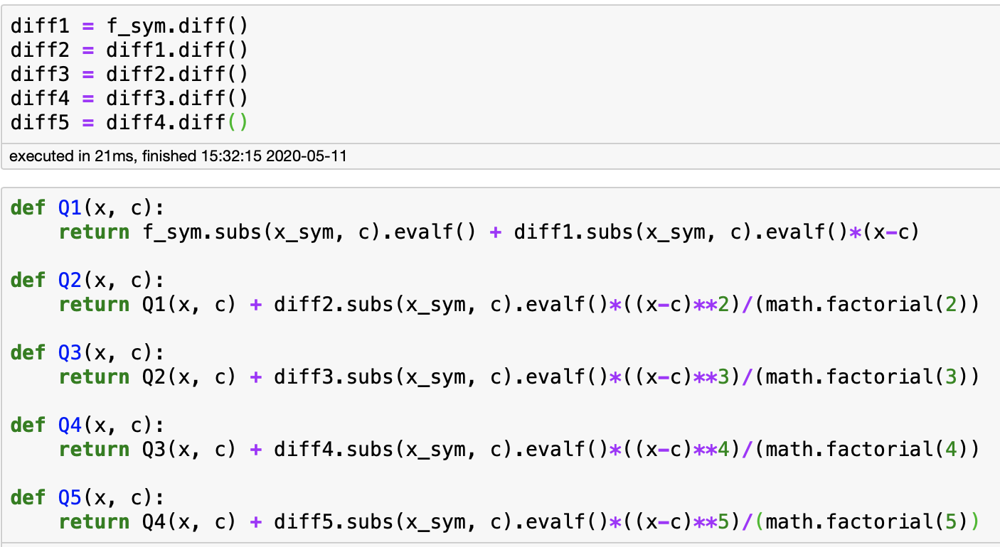 diff1 = f_sym.diff()
diff2 = diff1.diff()
diff3 = diff2.diff()
diff4 = diff3.diff()
diff5 = diff4.diff()
executed in 21ms, finished 15:32:15 2020-05-11
def Q1(x, c):
    return f_sym.subs(x_sym, c).evalf() + diff1.subs(x_sym, c).evalf()*(x-c)
def Q2(x, c):
    return Q1(x, c) + diff2.subs(x_sym, c).evalf()*((x-c)**2)/(math.factorial(2))
def Q3(x, c):
    return Q2(x, c) + diff3.subs(x_sym, c).evalf()*((x-c)**3)/(math.factorial(3))
def Q4(x, c):
    return Q3(x, c) + diff4.subs(x_sym, c).evalf()*((x-c)**4)/(math.factorial(4))
def Q5(x, c):
    return Q4(x, c) + diff5.subs(x_sym, c).evalf()*((x-c)**5)/(math.factorial(5))